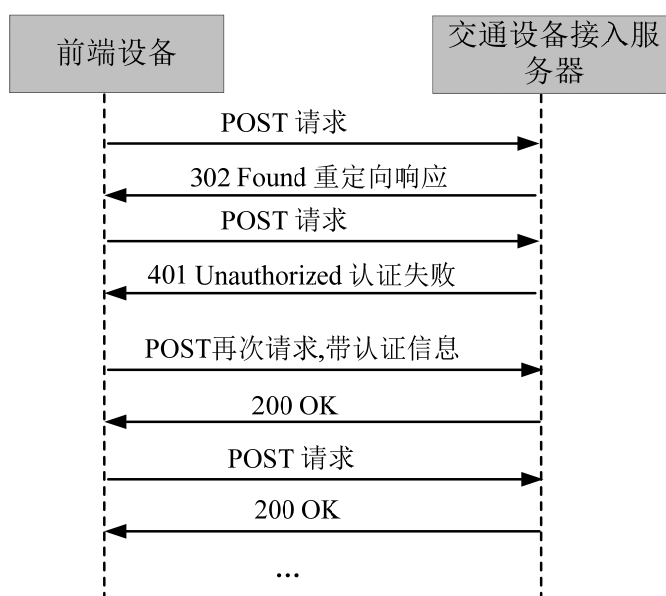 前端设备
交通设备接入服
务器
POST 请求
302 Found 重定向响应
POST 请求
401 Unauthorized 认证失败
POST再次请求,带认证信息
200 OK
POST 请求
200 OK
...